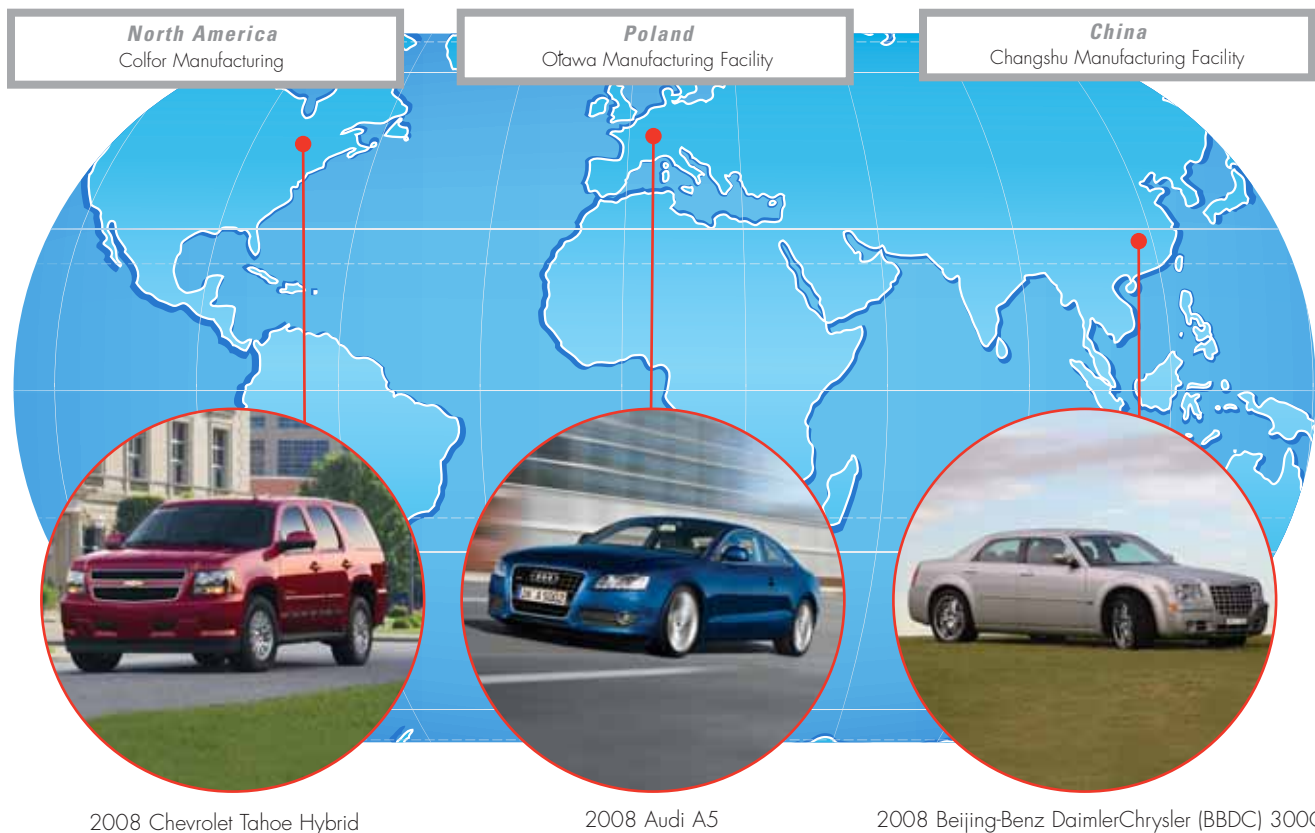 North America
Colfor Manufacturing
Poland
Oława Manufacturing Facility
China
Changshu Manufacturing Facility
2008 Chevrolet Tahoe Hybrid
2008 Audi A5
2008 Beijing-Benz DaimlerChrysler (BBDC)